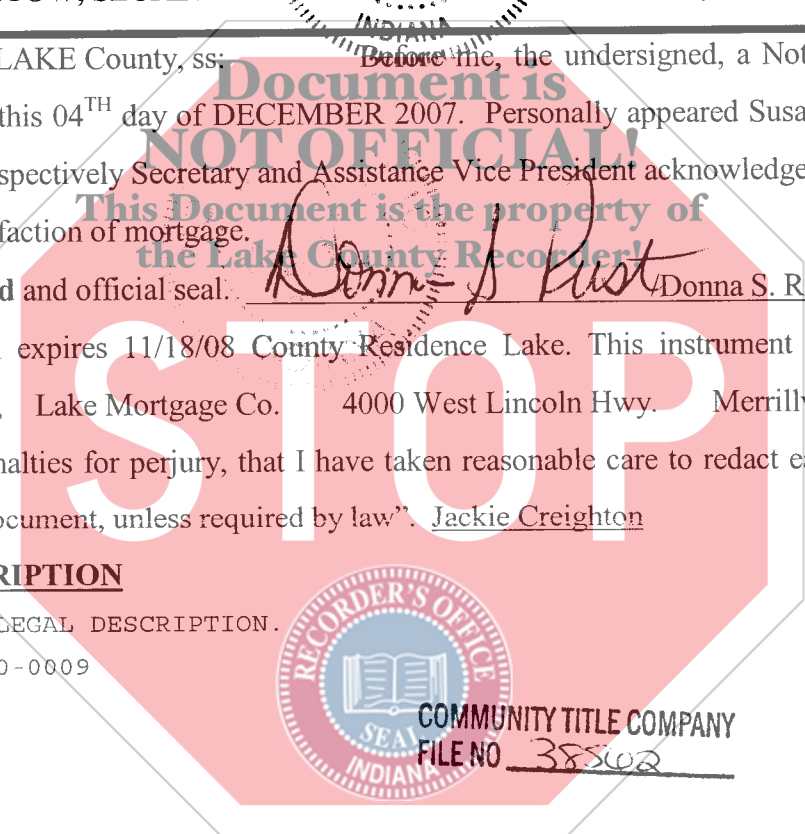 INDIANA
LAKE County, ss: Before me, the undersigned, a Not
Document is
this 04TH day of DECEMBER 2007. Personally appeared Susa
NOT OFFICIAL!
spectively Secretary and Assistance Vice President acknowledge
This Document is the property of
faction of mortgage.
the Lake County Recorder!
d and official seal. Donna S Rust Donna S. R
expires 11/18/08 County Residence Lake. This instrument
Lake Mortgage Co. 4000 West Lincoln Hwy. Merrillv
nalties for perjury, that I have taken reasonable care to redact ea
ocument, unless required by law”. Jackie Creighton
STOP
RIPTION
LEGAL DESCRIPTION.
0-0009
RECORDER'S OFFICE
SEAL
INDIANA
COMMUNITY TITLE COMPANY
FILE NO 38502